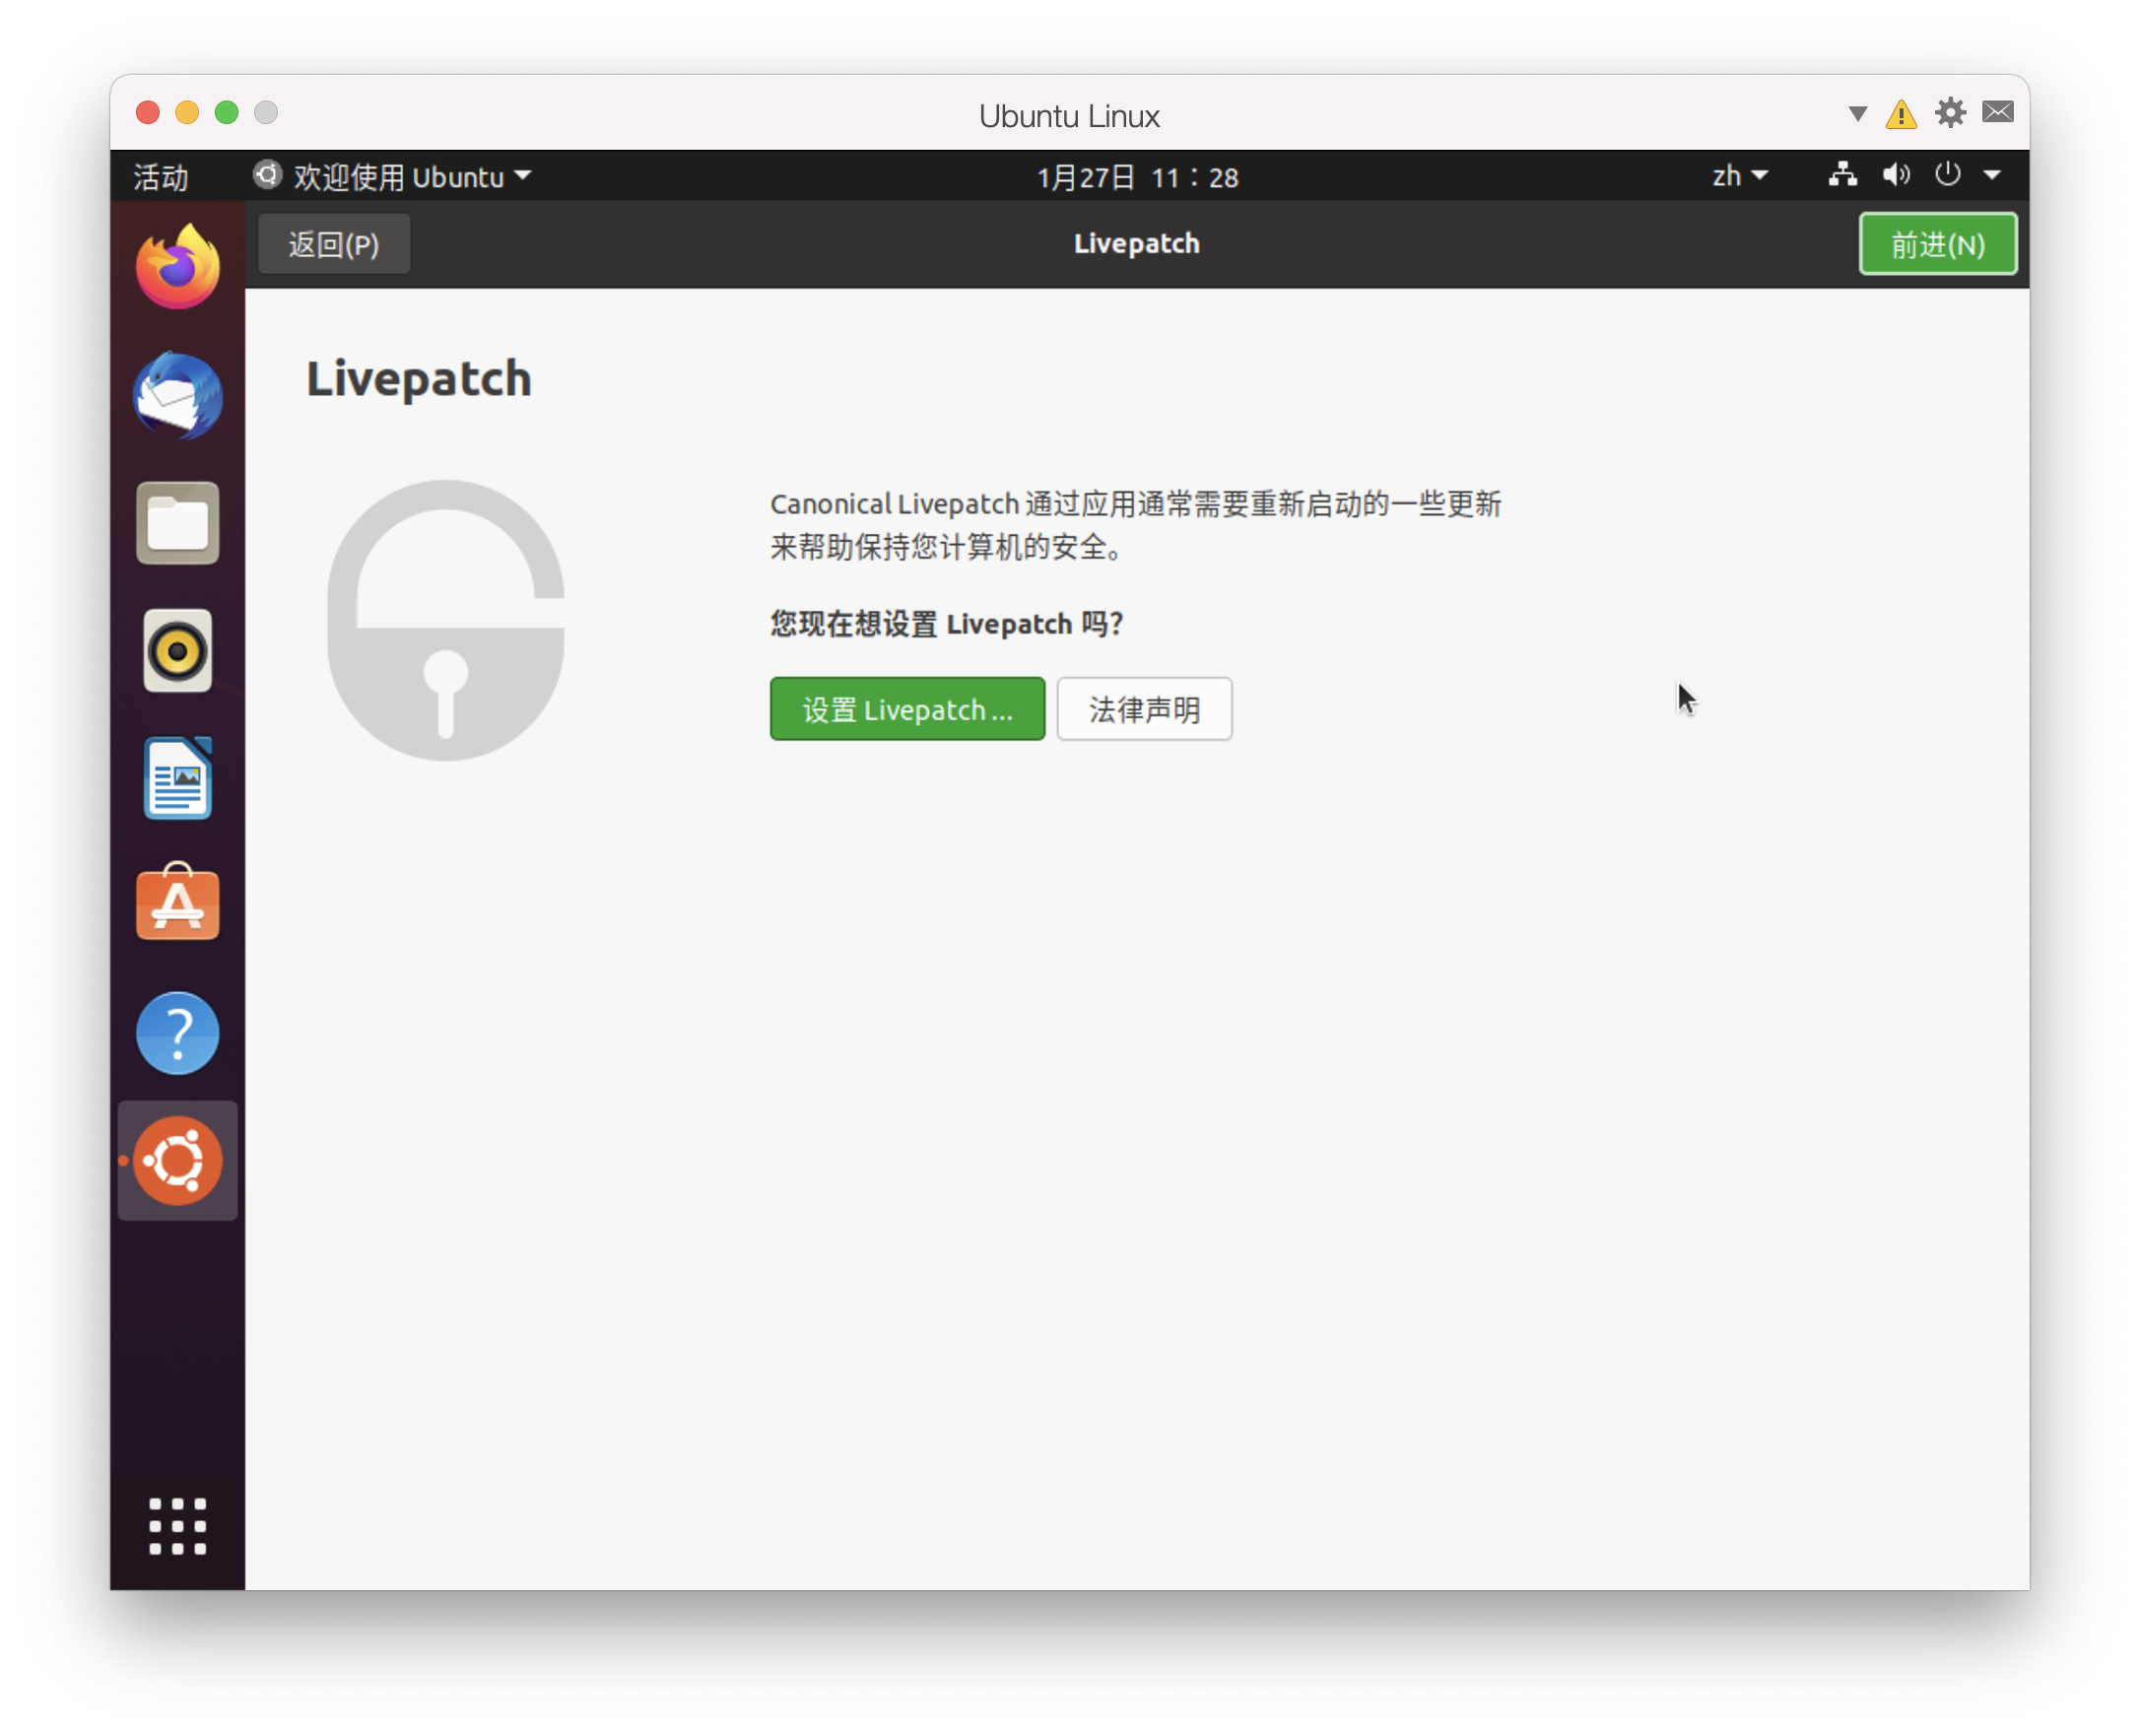 Ubuntu Linux
活动 欢迎使用 Ubuntu 1月27日 11：28 zh
返回(P) Livepatch 前进(N)
Livepatch
Canonical Livepatch 通过应用通常需要重新启动的一些更新
来帮助保持您计算机的安全。
您现在想设置 Livepatch 吗？
设置 Livepatch... 法律声明